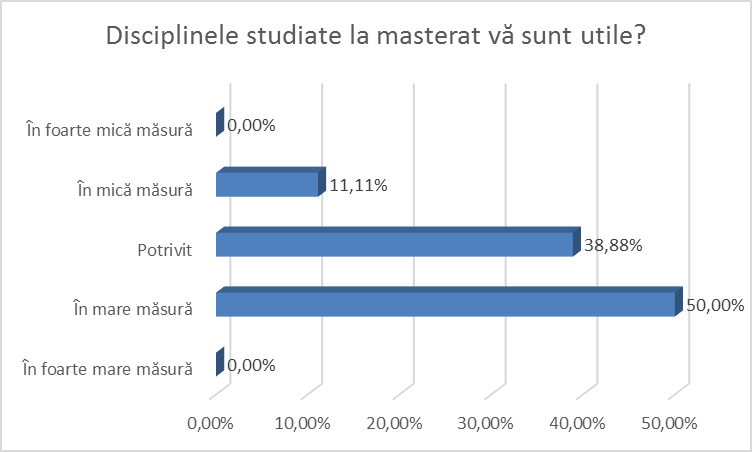 Disciplinele studiate la masterat vă sunt utile?
În foarte mică măsură 0,00%
În mică măsură 11,11%
Potrivit 38,88%
În mare măsură 50,00%
În foarte mare măsură 0,00%
0,00% 10,00% 20,00% 30,00% 40,00% 50,00%